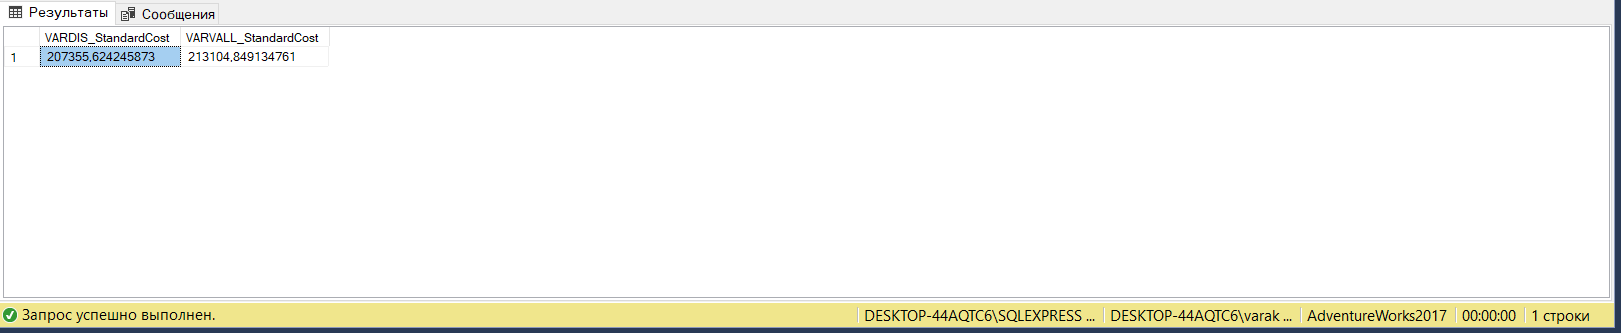 Результаты Сообщения
VARDIS_StandardCost VARVALL_StandardCost
1 207355,624245873 213104,849134761
Запрос успешно выполнен. DESKTOP-44AQTC6\SQLEXPRESS ... DESKTOP-44AQTC6\varak ... AdventureWorks2017 00:00:00 1 строки